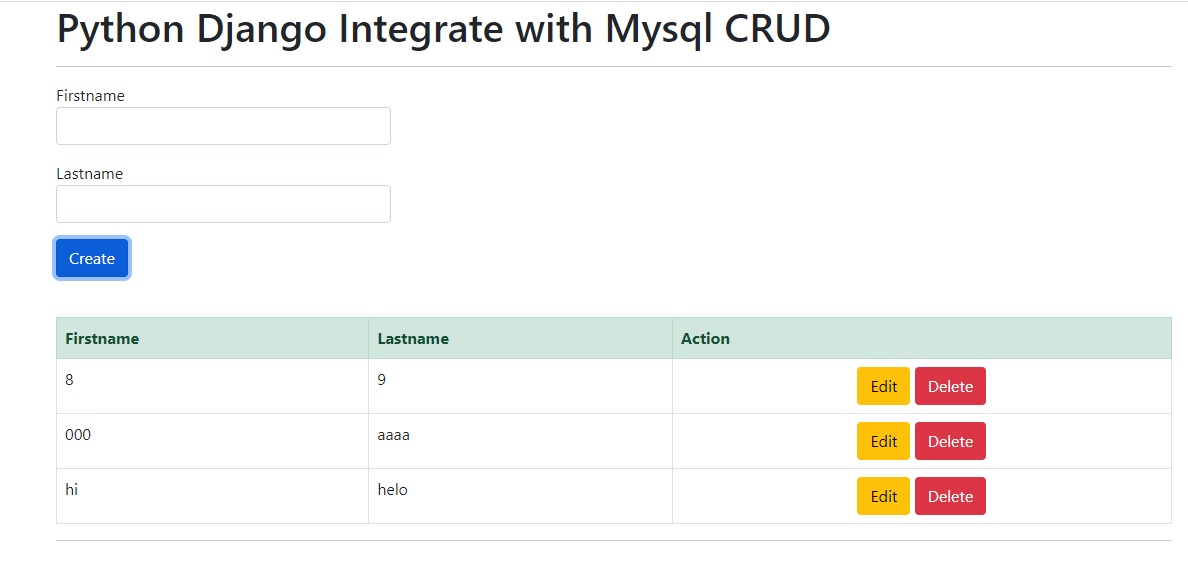 Python Django Integrate with Mysql CRUD
Firstname
Lastname
Create
Firstname Lastname Action
8 9 Edit Delete
000 aaaa Edit Delete
hi helo Edit Delete